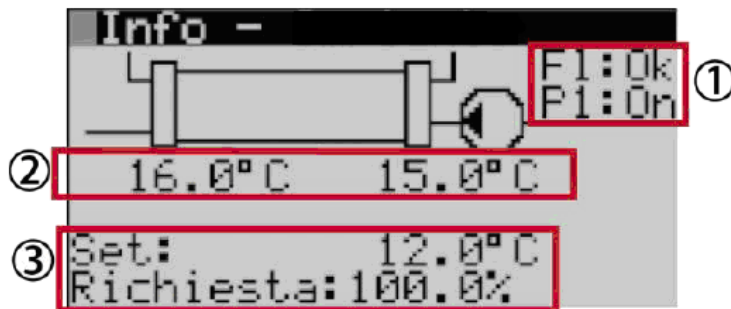 Info -
F1:Ok
P1:On
①
② 16.0°C 15.0°C
③ Set: 12.0°C
Richiesta:100.0%